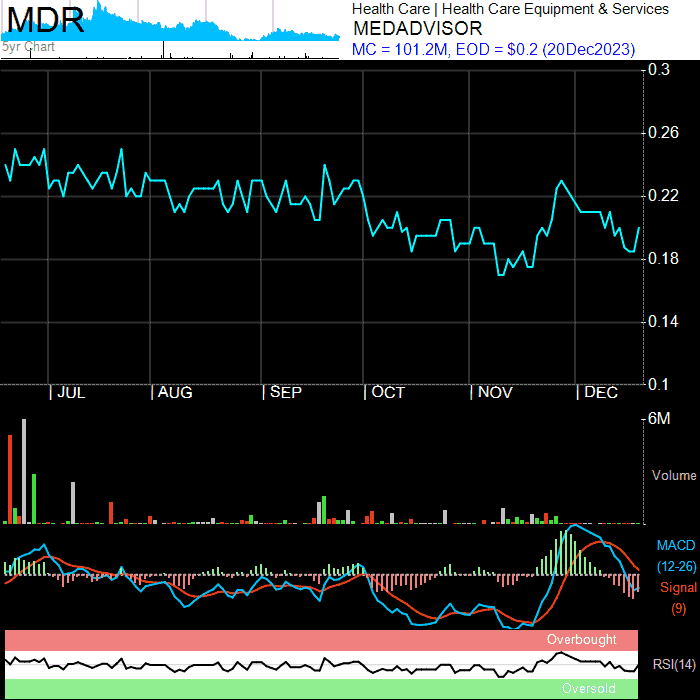 MDR
5yr Chart
Health Care | Health Care Equipment & Services
MEDADVISOR
MC = 101.2M, EOD = $0.2 (20Dec2023)
0.3
0.26
0.22
0.18
0.14
0.1
| JUL | AUG | SEP | OCT | NOV | DEC
6M
Volume
MACD
(12-26)
Signal
(9)
Overbought
RSI(14)
Oversold